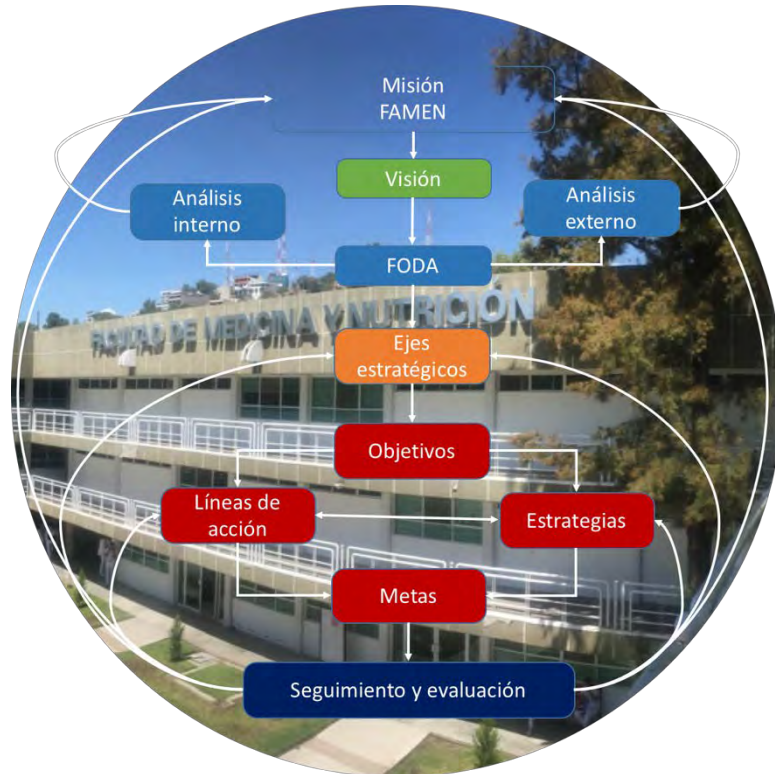 Misión
FAMEN
Visión
Análisis
interno
Análisis
externo
FODA
FACULTAD DE MEDICINA Y NUTRICIÓN
Ejes
estratégicos
Objetivos
Líneas de
acción
Estrategias
Metas
Seguimiento y evaluación